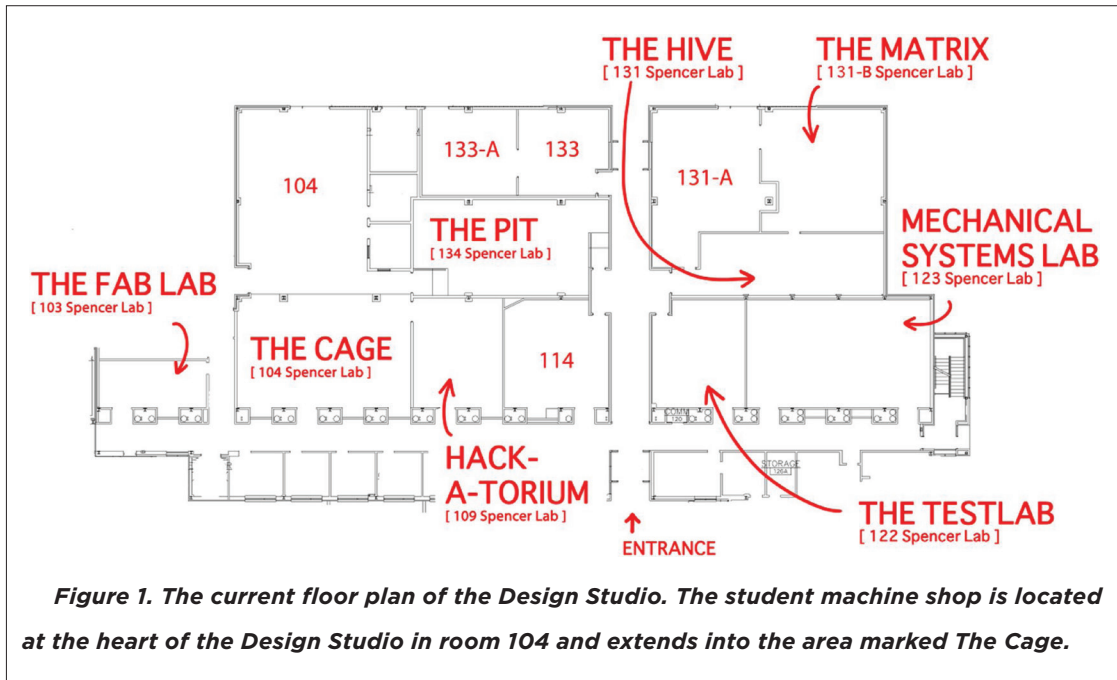 THE HIVE
[ 131 Spencer Lab ]
THE MATRIX
[ 131-B Spencer Lab ]
133-A
133
104
131-A
THE PIT
[ 134 Spencer Lab ]
MECHANICAL
SYSTEMS LAB
[ 123 Spencer Lab ]
THE FAB LAB
[ 103 Spencer Lab ]
THE CAGE
[ 104 Spencer Lab ]
114
COMM
120
HACK-
A-TORIUM
[ 109 Spencer Lab ]
STORAGE
126A
THE TESTLAB
[ 122 Spencer Lab ]
ENTRANCE
Figure 1. The current floor plan of the Design Studio. The student machine shop is located
at the heart of the Design Studio in room 104 and extends into the area marked The Cage.